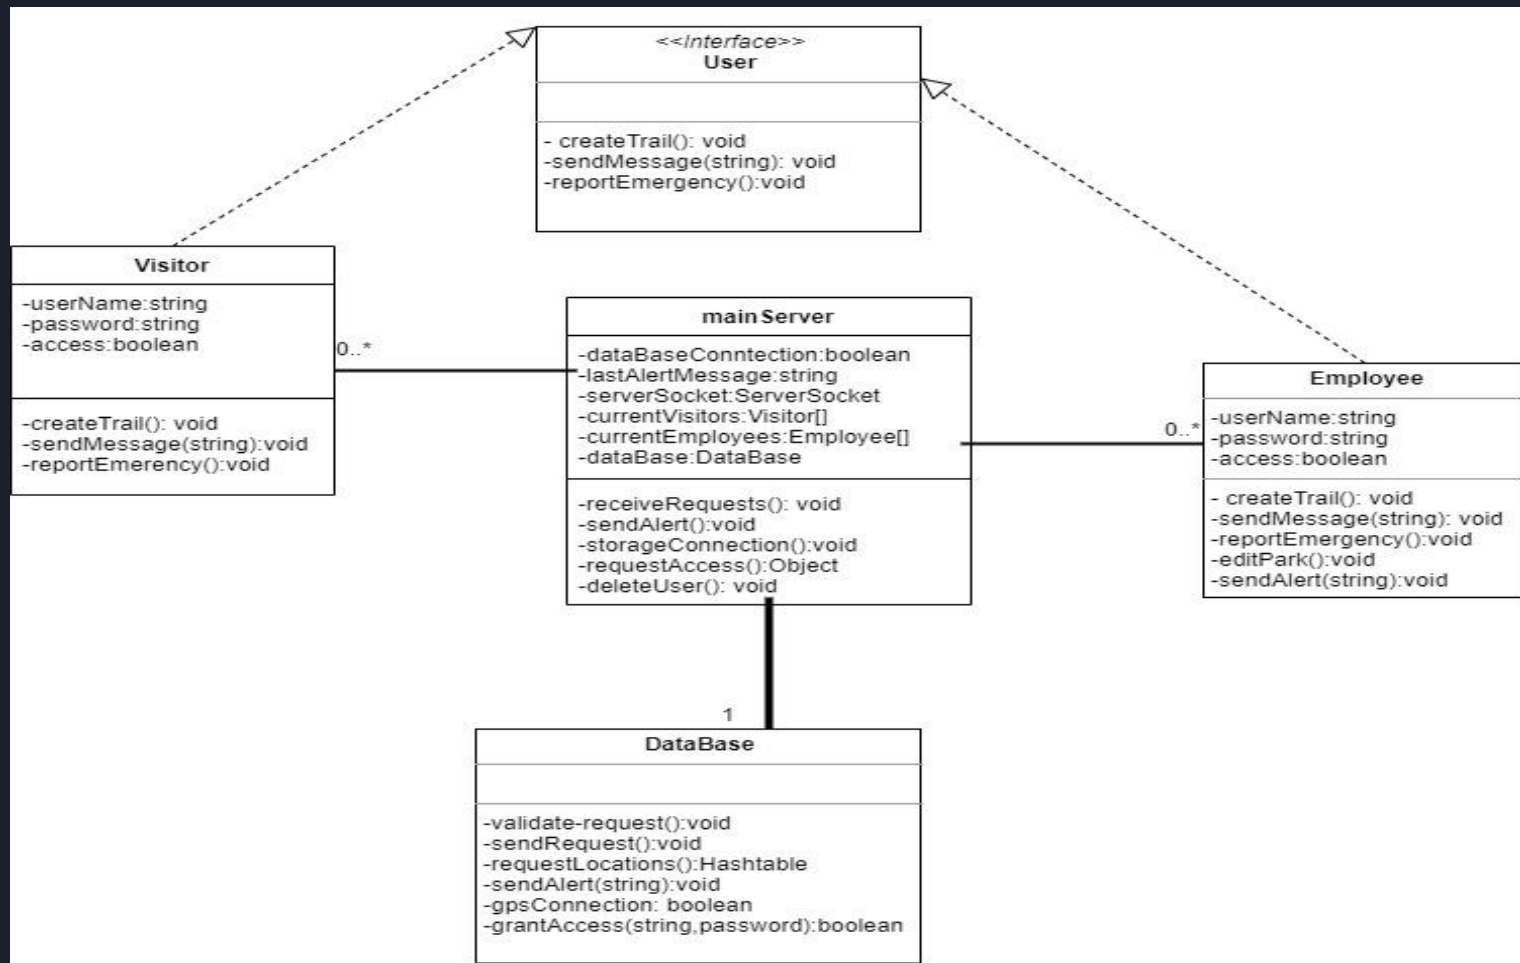 <<Interface>>
User
- createTrail(): void
-sendMessage(string): void
-reportEmergency():void
Visitor
-userName:string
-password:string
-access:boolean
-createTrail(): void
-sendMessage(string):void
-reportEmerency():void
0..*
mainServer
-dataBaseConntection:boolean
-lastAlertMessage:string
-serverSocket:ServerSocket
-currentVisitors:Visitor[]
-currentEmployees:Employee[]
-dataBase:DataBase
-receiveRequests(): void
-sendAlert():void
-storageConnection():void
-requestAccess():Object
-deleteUser(): void
0..*
Employee
-userName:string
-password:string
-access:boolean
- createTrail(): void
-sendMessage(string): void
-reportEmergency():void
-editPark():void
-sendAlert(string):void
1
DataBase
-validate-request():void
-sendRequest():void
-requestLocations():Hashtable
-sendAlert(string):void
-gpsConnection: boolean
-grantAccess(string,password):boolean